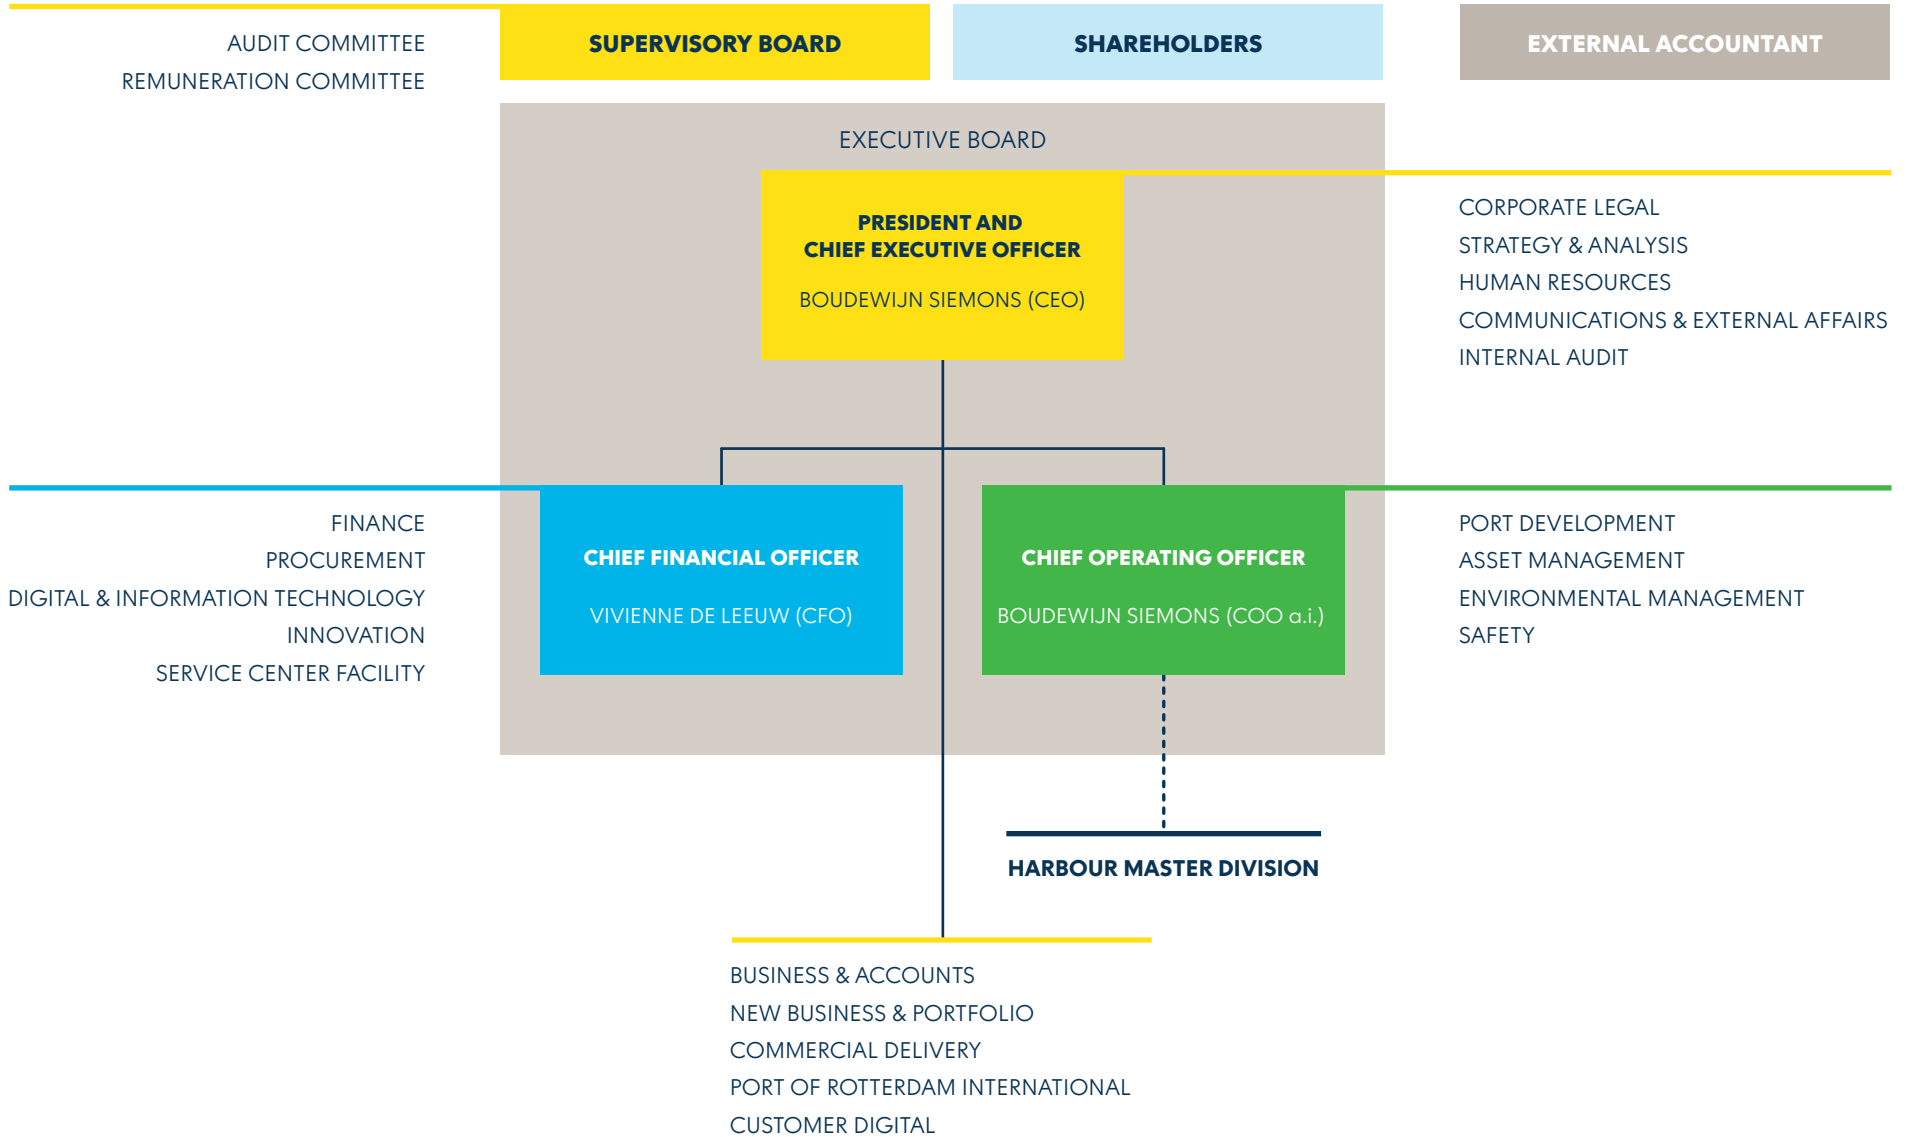 AUDIT COMMITTEE
REMUNERATION COMMITTEE
SUPERVISORY BOARD
SHAREHOLDERS
EXTERNAL ACCOUNTANT
EXECUTIVE BOARD
PRESIDENT AND
CHIEF EXECUTIVE OFFICER
BOUDEWIJN SIEMONS (CEO)
CORPORATE LEGAL
STRATEGY & ANALYSIS
HUMAN RESOURCES
COMMUNICATIONS & EXTERNAL AFFAIRS
INTERNAL AUDIT
FINANCE
PROCUREMENT
DIGITAL & INFORMATION TECHNOLOGY
INNOVATION
SERVICE CENTER FACILITY
CHIEF FINANCIAL OFFICER
VIVIENNE DE LEEUW (CFO)
CHIEF OPERATING OFFICER
BOUDEWIJN SIEMONS (COO a.i.)
PORT DEVELOPMENT
ASSET MANAGEMENT
ENVIRONMENTAL MANAGEMENT
SAFETY
HARBOUR MASTER DIVISION
BUSINESS & ACCOUNTS
NEW BUSINESS & PORTFOLIO
COMMERCIAL DELIVERY
PORT OF ROTTERDAM INTERNATIONAL
CUSTOMER DIGITAL